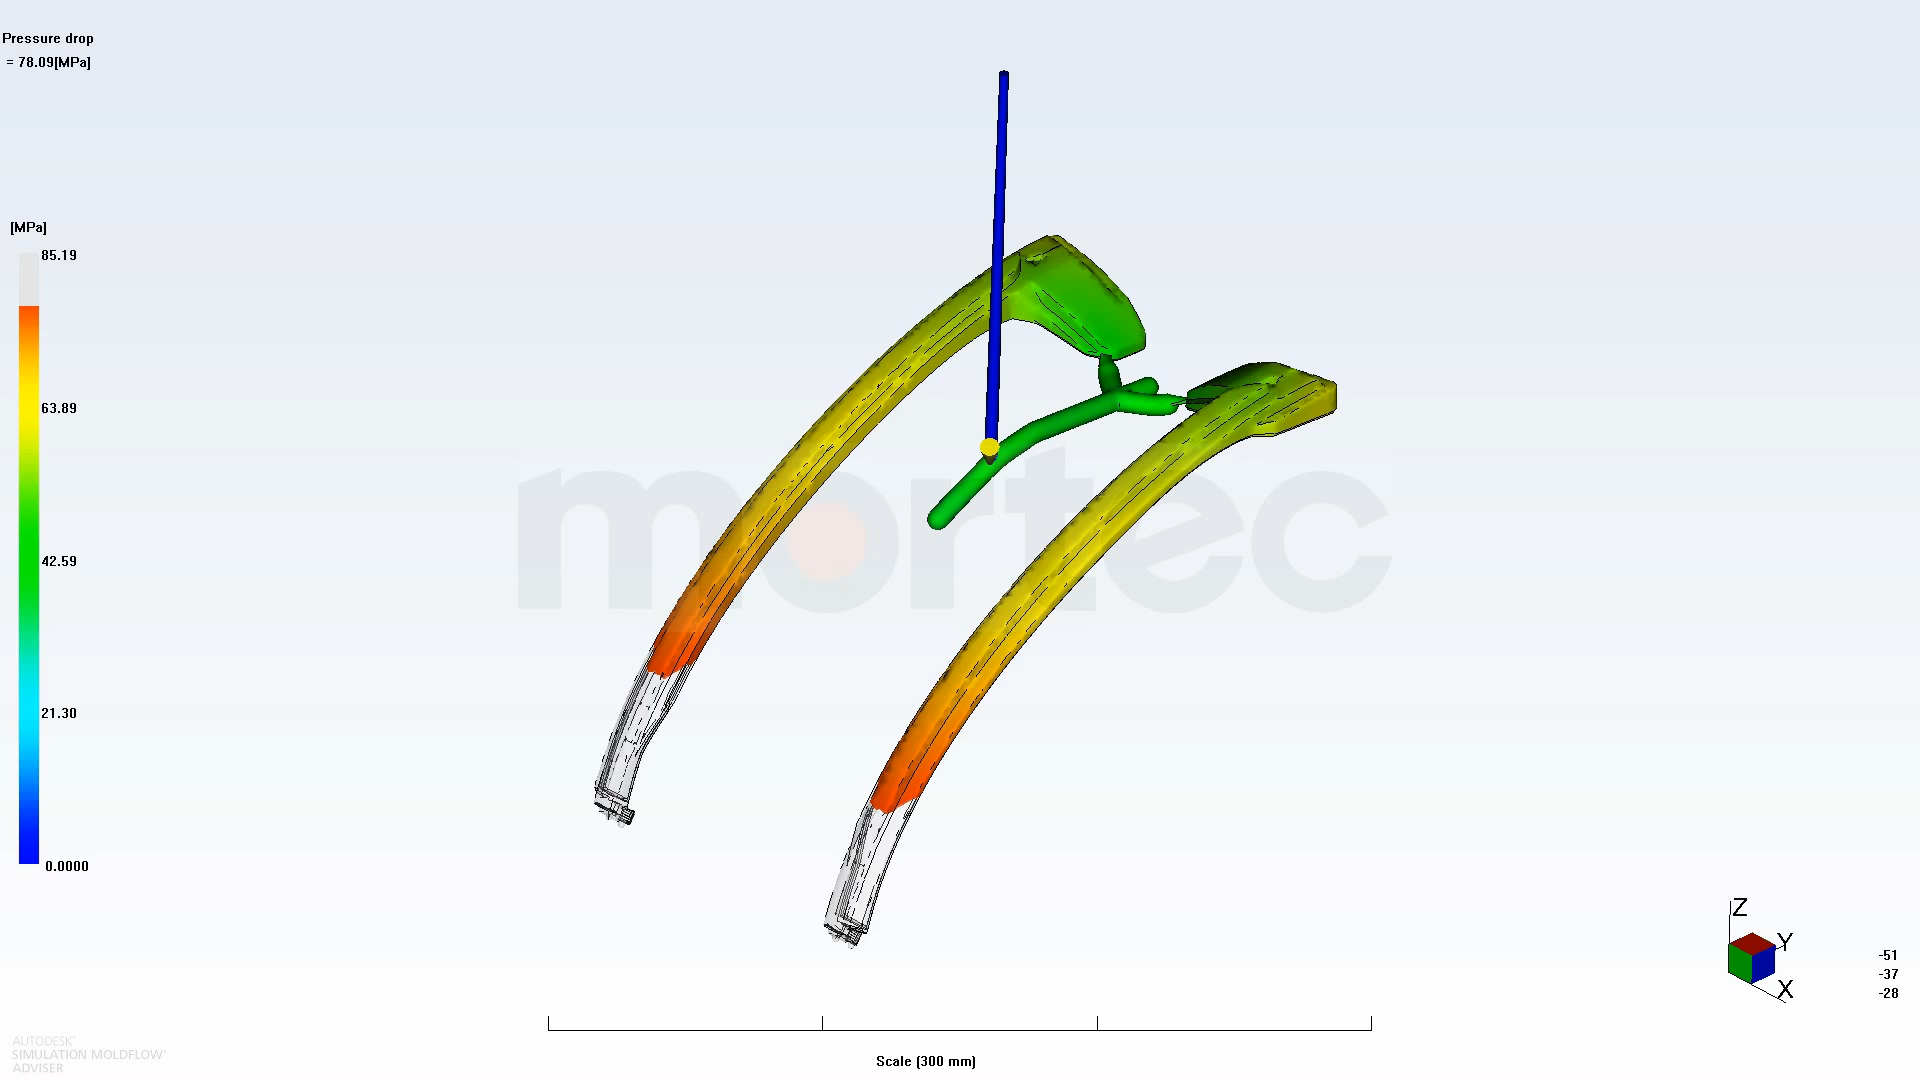 Pressure drop
= 78.09[MPa]
[MPa]
85.19
63.89
42.59
21.30
0.0000
mortec
Z
Y
X
-51
-37
-28
Scale (300 mm)
AUTODESK®
SIMULATION MOLDFLOW®
ADVISER